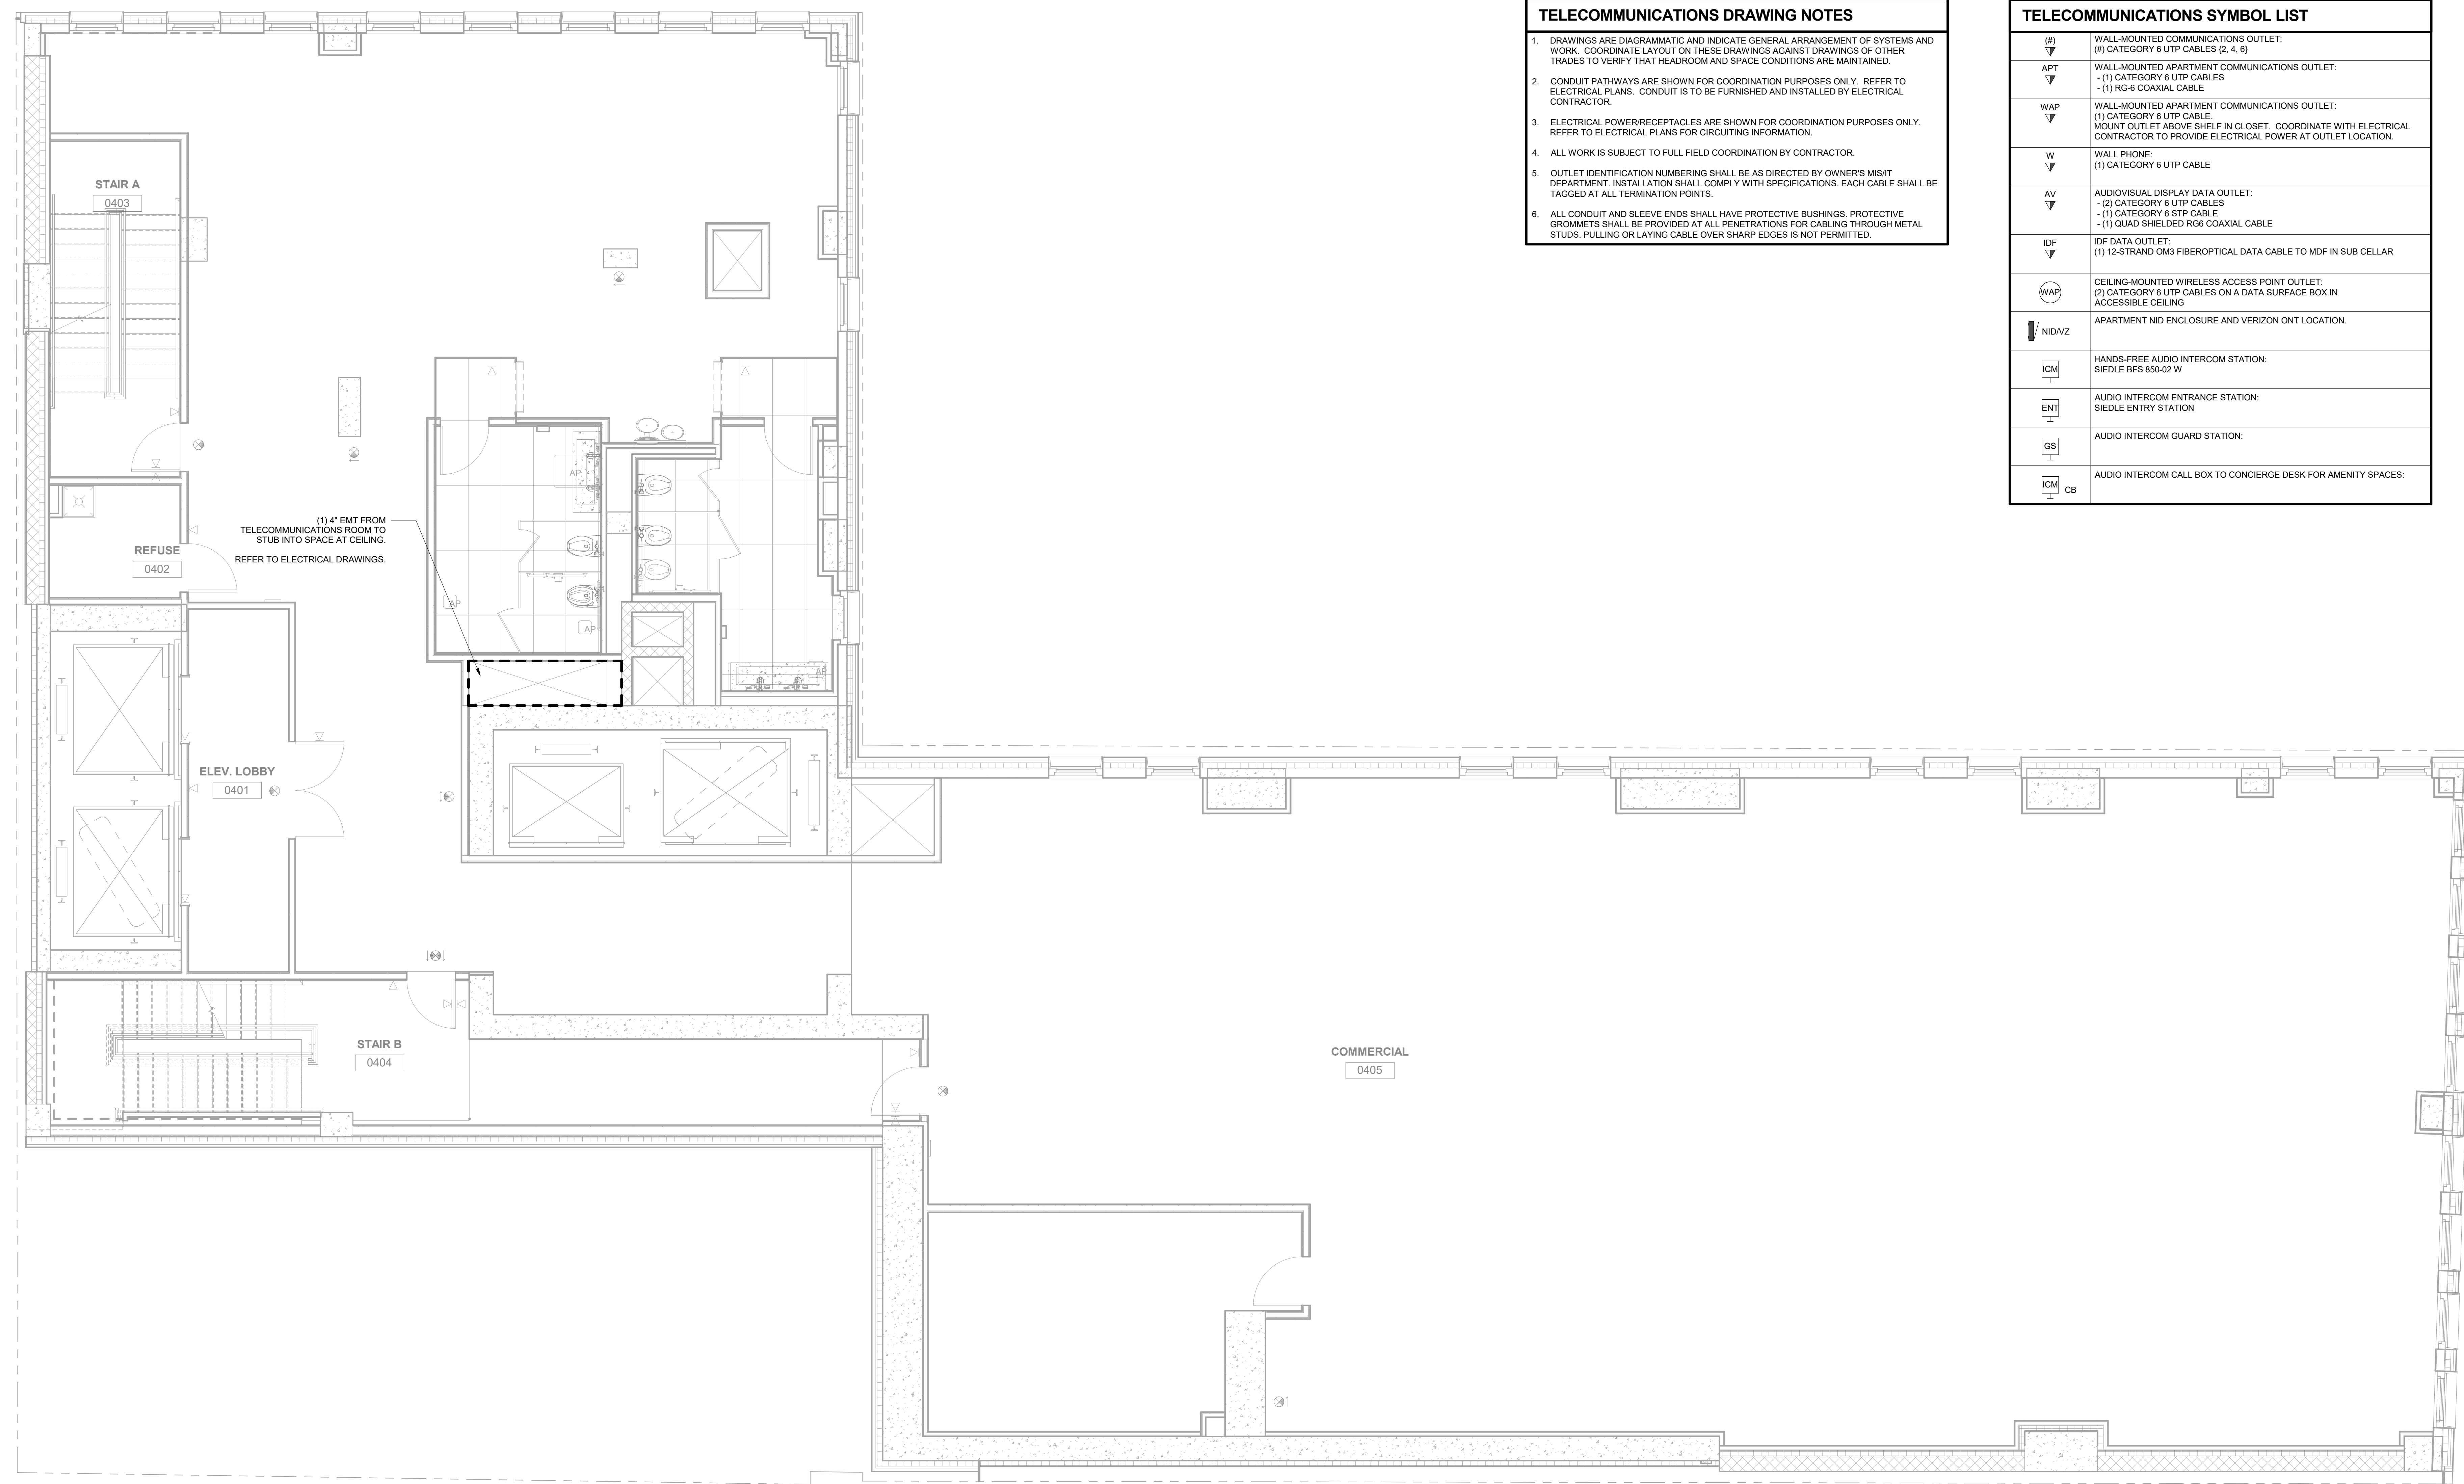 TELECOMMUNICATIONS DRAWING NOTES
1. DRAWINGS ARE DIAGRAMMATIC AND INDICATE GENERAL ARRANGEMENT OF SYSTEMS AND
WORK. COORDINATE LAYOUT ON THESE DRAWINGS AGAINST DRAWINGS OF OTHER
TRADES TO VERIFY THAT HEADROOM AND SPACE CONDITIONS ARE MAINTAINED.
2. CONDUIT PATHWAYS ARE SHOWN FOR COORDINATION PURPOSES ONLY. REFER TO
ELECTRICAL PLANS. CONDUIT IS TO BE FURNISHED AND INSTALLED BY ELECTRICAL
CONTRACTOR.
3. ELECTRICAL POWER/RECEPTACLES ARE SHOWN FOR COORDINATION PURPOSES ONLY.
REFER TO ELECTRICAL PLANS FOR CIRCUITING INFORMATION.
4. ALL WORK IS SUBJECT TO FULL FIELD COORDINATION BY CONTRACTOR.
5. OUTLET IDENTIFICATION NUMBERING SHALL BE AS DIRECTED BY OWNER'S MIS/IT
DEPARTMENT. INSTALLATION SHALL COMPLY WITH SPECIFICATIONS. EACH CABLE SHALL BE
TAGGED AT ALL TERMINATION POINTS.
6. ALL CONDUIT AND SLEEVE ENDS SHALL HAVE PROTECTIVE BUSHINGS. PROTECTIVE
GROMMETS SHALL BE PROVIDED AT ALL PENETRATIONS FOR CABLING THROUGH METAL
STUDS. PULLING OR LAYING CABLE OVER SHARP EDGES IS NOT PERMITTED.
TELECOMMUNICATIONS SYMBOL LIST
(#)
WALL-MOUNTED COMMUNICATIONS OUTLET:
(#) CATEGORY 6 UTP CABLES {2, 4, 6}
APT
WALL-MOUNTED APARTMENT COMMUNICATIONS OUTLET:
- (1) CATEGORY 6 UTP CABLES
- (1) RG-6 COAXIAL CABLE
WAP
WALL-MOUNTED APARTMENT COMMUNICATIONS OUTLET:
(1) CATEGORY 6 UTP CABLE.
MOUNT OUTLET ABOVE SHELF IN CLOSET. COORDINATE WITH ELECTRICAL
CONTRACTOR TO PROVIDE ELECTRICAL POWER AT OUTLET LOCATION.
W
WALL PHONE:
(1) CATEGORY 6 UTP CABLE
AV
AUDIOVISUAL DISPLAY DATA OUTLET:
- (2) CATEGORY 6 UTP CABLES
- (1) CATEGORY 6 STP CABLE
- (1) QUAD SHIELDED RG6 COAXIAL CABLE
IDF
IDF DATA OUTLET:
(1) 12-STRAND OM3 FIBEROPTICAL DATA CABLE TO MDF IN SUB CELLAR
WAP
CEILING-MOUNTED WIRELESS ACCESS POINT OUTLET:
(2) CATEGORY 6 UTP CABLES ON A DATA SURFACE BOX IN
ACCESSIBLE CEILING
NID/VZ
APARTMENT NID ENCLOSURE AND VERIZON ONT LOCATION.
ICM
HANDS-FREE AUDIO INTERCOM STATION:
SIEDLE BFS 850-02 W
ENT
AUDIO INTERCOM ENTRANCE STATION:
SIEDLE ENTRY STATION
GS
AUDIO INTERCOM GUARD STATION:
ICM CB
AUDIO INTERCOM CALL BOX TO CONCIERGE DESK FOR AMENITY SPACES:
STAIR A
0403
AP
(1) 4" EMT FROM
TELECOMMUNICATIONS ROOM TO
STUB INTO SPACE AT CEILING.
REFER TO ELECTRICAL DRAWINGS.
REFUSE
0402
AP
AP
AP
ELEV. LOBBY
0401
STAIR B
0404
COMMERCIAL
0405